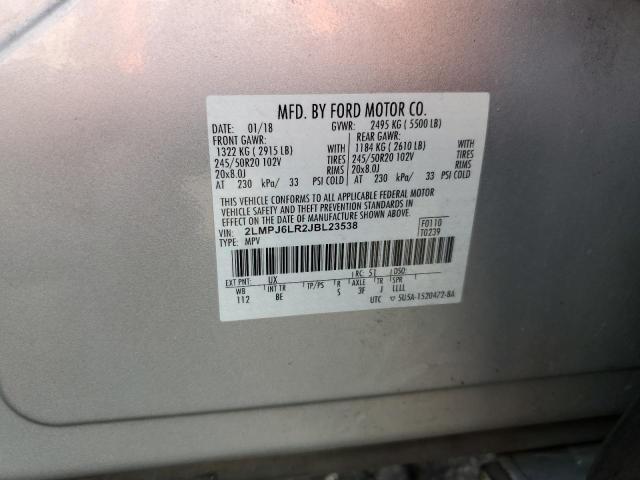 MFD. BY FORD MOTOR CO.
DATE: 01/18 GVWR: 2495 KG ( 5500 LB)
FRONT GAWR: REAR GAWR:
1322 KG ( 2915 LB) WITH 1184 KG ( 2610 LB) WITH
245/50R20 102V TIRES 245/50R20 102V TIRES
20x8.0J RIMS 20x8.0J RIMS
AT 230 kPa/ 33 PSI COLD AT 230 kPa/ 33 PSI COLD
THIS VEHICLE CONFORMS TO ALL APPLICABLE FEDERAL MOTOR
VEHICLE SAFETY AND THEFT PREVENTION STANDARDS IN
EFFECT ON THE DATE OF MANUFACTURE SHOWN ABOVE.
VIN: 2LMPJ6LR2JBL23538 F0110
TYPE: MPV T0239
EXT PNT: UX RC: 51 DSO:
WB INT TR TP/PS R AXLE TR SPR
112 BE 5 3F J LLLL
UTC 5U5A-1520472-BA